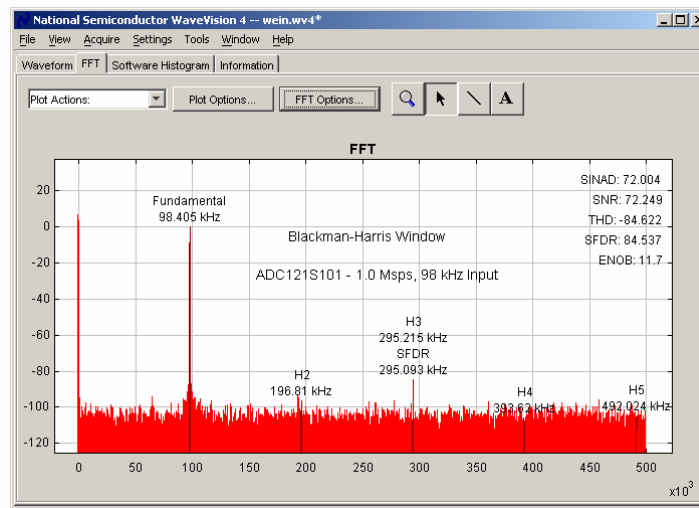 National Semiconductor WaveVision 4 -- wein.wv4*
File View Acquire Settings Tools Window Help
Waveform FFT Software Histogram Information
Plot Actions: Plot Options... FFT Options... A
FFT
SINAD: 72.004
SNR: 72.249
THD: -84.622
SFDR: 84.537
ENOB: 11.7
Fundamental
98.405 kHz
Blackman-Harris Window
ADC121S101 - 1.0 Msps, 98 kHz Input
H3
295.215 kHz
SFDR
295.093 kHz
H2
196.81 kHz
H4
393.62 kHz
H5
492.024 kHz
20
0
-20
-40
-60
-80
-100
-120
0 50 100 150 200 250 300 350 400 450 500
x10^3